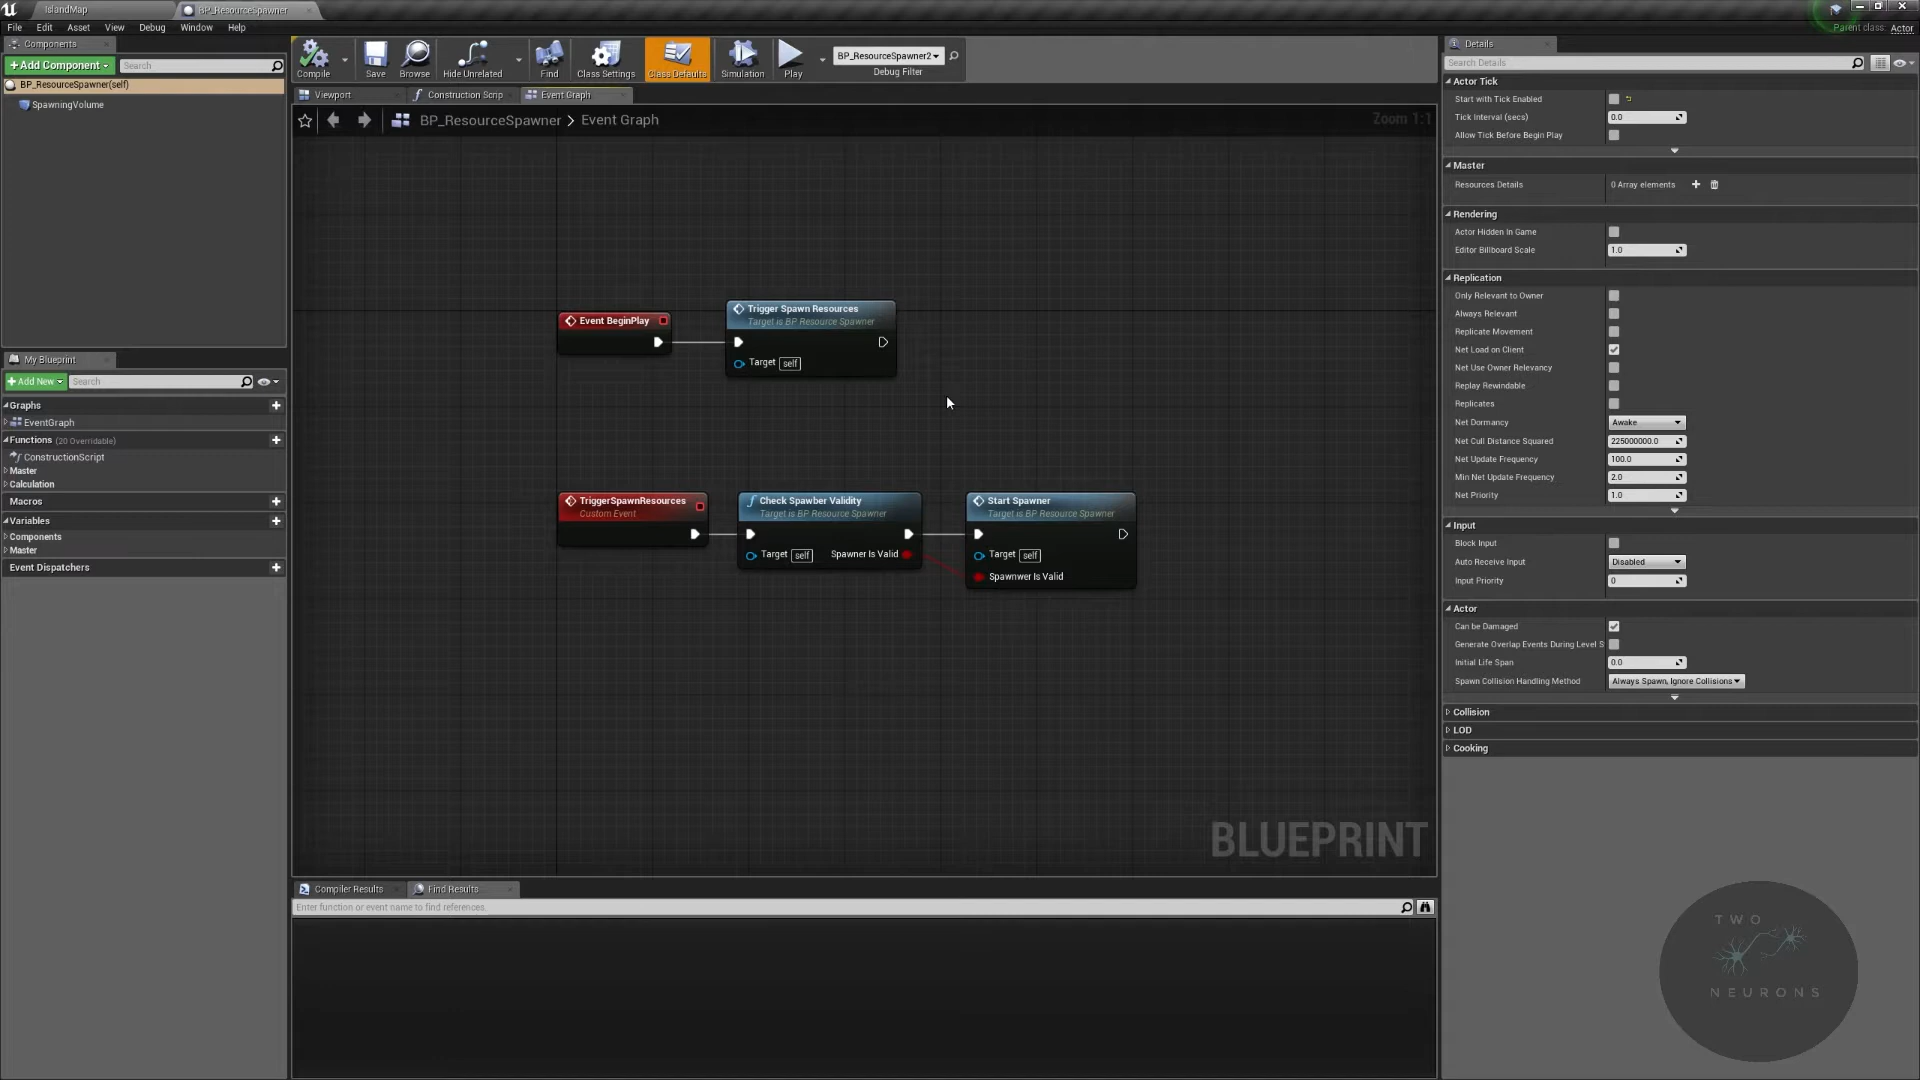 IslandMap
BP_ResourceSpawner
File Edit Asset View Debug Window Help
Parent class: Actor
Components
+Add Component
Search
BP_ResourceSpawner(self)
SpawningVolume
Compile
Save
Browse
Hide Unrelated
Find
Class Settings
Class Defaults
Simulation
Play
BP_ResourceSpawner2
Debug Filter
Viewport
Construction Scrip
Event Graph
BP_ResourceSpawner > Event Graph
Zoom 1:1
Event BeginPlay
Trigger Spawn Resources
Target is BP Resource Spawner
Target self
TriggerSpawnResources
Custom Event
Check Spawber Validity
Target is BP Resource Spawner
Target self
Spawner Is Valid
Start Spawner
Target is BP Resource Spawner
Target self
Spawnwer Is Valid
BLUEPRINT
My Blueprint
+Add New
Search
Graphs
EventGraph
Functions (20 Overridable)
ConstructionScript
Master
Calculation
Macros
Variables
Components
Master
Event Dispatchers
Compiler Results
Find Results
Enter function or event name to find references.
Details
Search Details
Actor Tick
Start with Tick Enabled
Tick Interval (secs) 0.0
Allow Tick Before Begin Play
Master
Resources Details 0 Array elements
Rendering
Actor Hidden In Game
Editor Billboard Scale 1.0
Replication
Only Relevant to Owner
Always Relevant
Replicate Movement
Net Load on Client
Net Use Owner Relevancy
Replay Rewindable
Replicates
Net Dormancy Awake
Net Cull Distance Squared 225000000.0
Net Update Frequency 100.0
Min Net Update Frequency 2.0
Net Priority 1.0
Input
Block Input
Auto Receive Input Disabled
Input Priority 0
Actor
Can be Damaged
Generate Overlap Events During Level S
Initial Life Span 0.0
Spawn Collision Handling Method Always Spawn, Ignore Collisions
Collision
LOD
Cooking
TWO
NEURONS